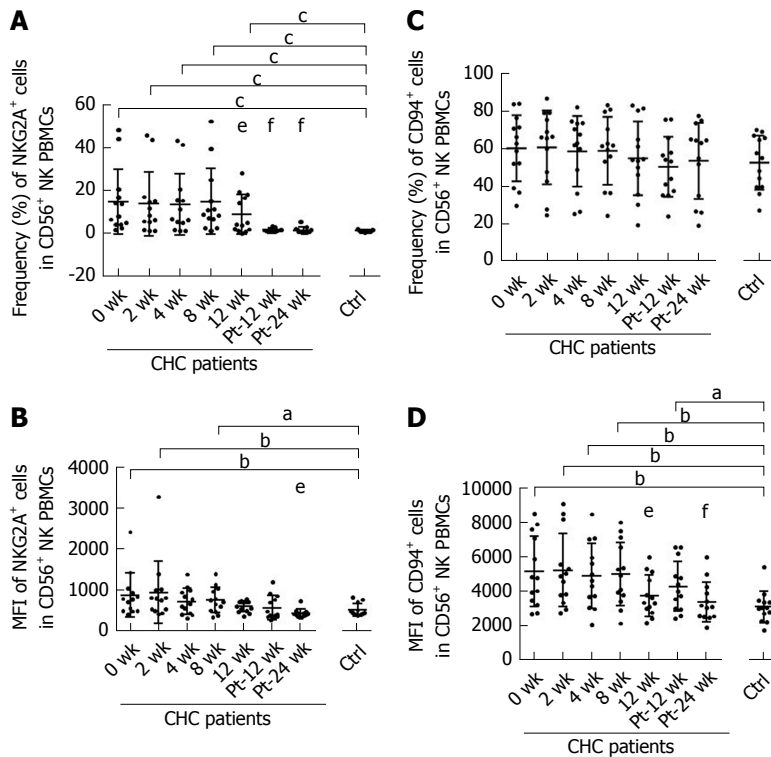 A
c
c
c
c
c
Frequency (%) of NKG2A⁺ cells
in CD56⁺ NK PBMCs
60
40
20
0
-20
e f f
0 wk 2 wk 4 wk 8 wk 12 wk Pt-12 wk Pt-24 wk Ctrl
CHC patients
B
a
b
b
MFI of NKG2A⁺ cells
in CD56⁺ NK PBMCs
4000
3000
2000
1000
0
e
0 wk 2 wk 4 wk 8 wk 12 wk Pt-12 wk Pt-24 wk Ctrl
CHC patients
C
Frequency (%) of CD94⁺ cells
in CD56⁺ NK PBMCs
100
80
60
40
20
0
0 wk 2 wk 4 wk 8 wk 12 wk Pt-12 wk Pt-24 wk Ctrl
CHC patients
D
a
b
b
b
b
MFI of CD94⁺ cells
in CD56⁺ NK PBMCs
10000
8000
6000
4000
2000
0
e f
0 wk 2 wk 4 wk 8 wk 12 wk Pt-12 wk Pt-24 wk Ctrl
CHC patients